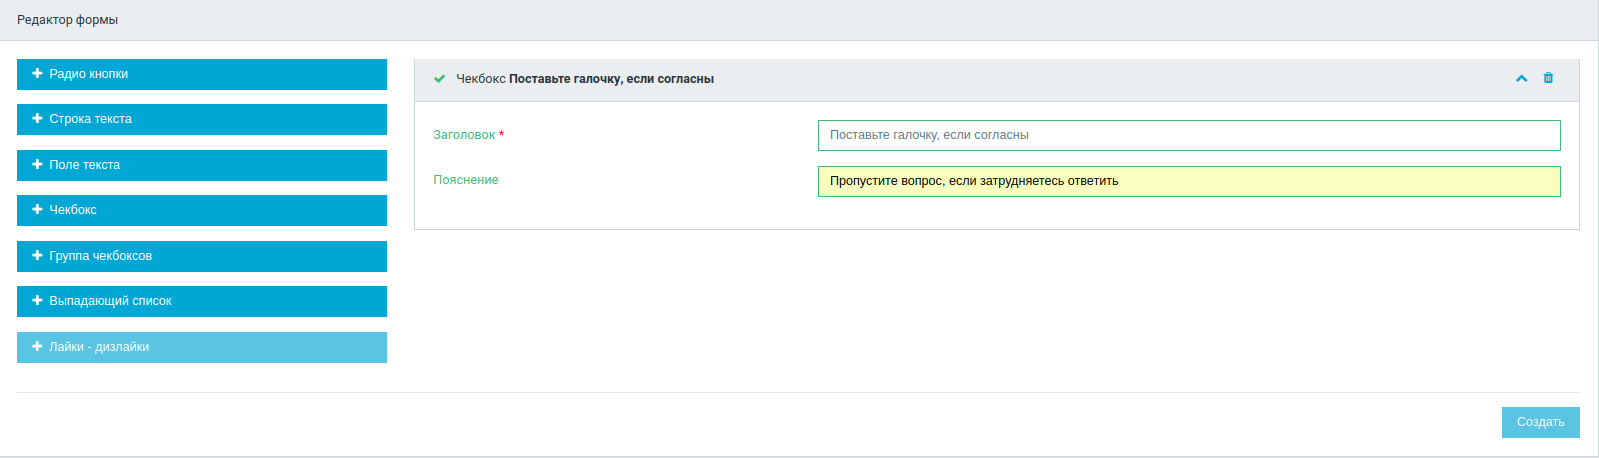 Редактор формы
Радио кнопки
Строка текста
Поле текста
Чекбокс
Группа чекбоксов
Выпадающий список
Лайки - дизлайки
Чекбокс Поставьте галочку, если согласны
Заголовок *
Поставьте галочку, если согласны
Пояснение
Пропустите вопрос, если затрудняетесь ответить
Создать